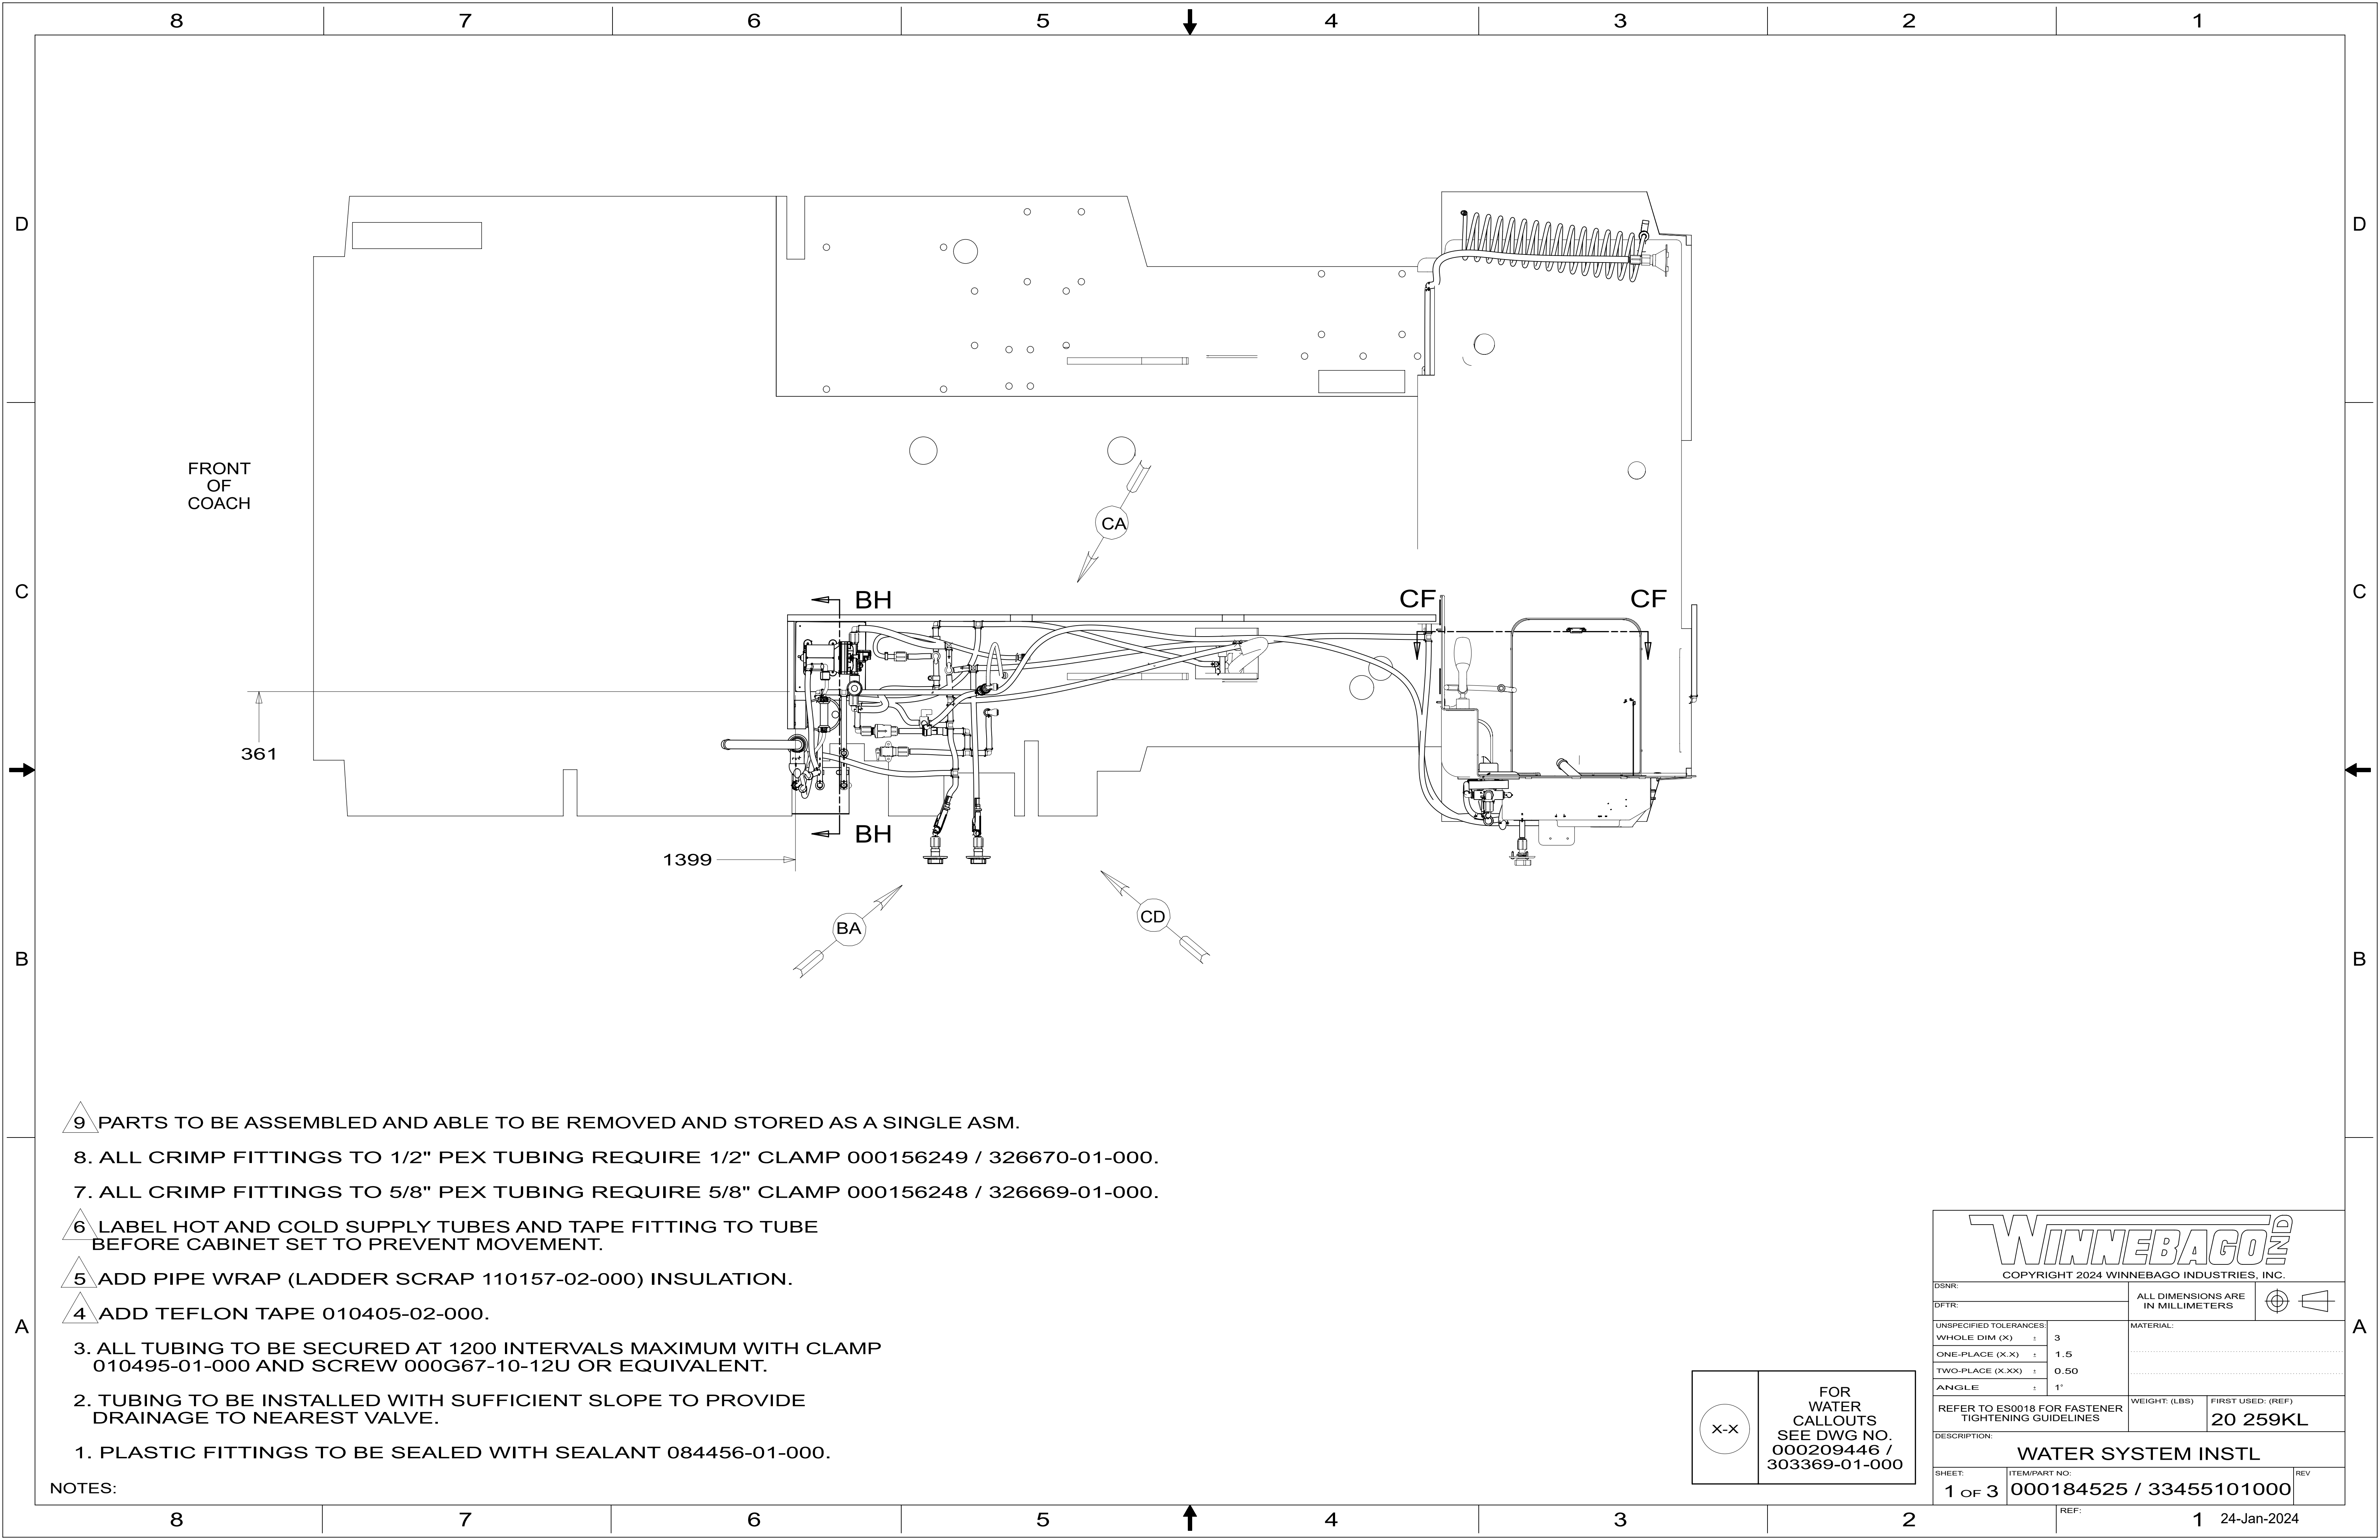 8 7 6 5 4 3 2 1
D D
FRONT
OF
COACH
CA
C C
BH CF CF
361
BH
1399
BA CD
B B
9 PARTS TO BE ASSEMBLED AND ABLE TO BE REMOVED AND STORED AS A SINGLE ASM.
8. ALL CRIMP FITTINGS TO 1/2" PEX TUBING REQUIRE 1/2" CLAMP 000156249 / 326670-01-000.
7. ALL CRIMP FITTINGS TO 5/8" PEX TUBING REQUIRE 5/8" CLAMP 000156248 / 326669-01-000.
6 LABEL HOT AND COLD SUPPLY TUBES AND TAPE FITTING TO TUBE
BEFORE CABINET SET TO PREVENT MOVEMENT.
5 ADD PIPE WRAP (LADDER SCRAP 110157-02-000) INSULATION.
4 ADD TEFLON TAPE 010405-02-000.
A A
3. ALL TUBING TO BE SECURED AT 1200 INTERVALS MAXIMUM WITH CLAMP
010495-01-000 AND SCREW 000G67-10-12U OR EQUIVALENT.
2. TUBING TO BE INSTALLED WITH SUFFICIENT SLOPE TO PROVIDE
DRAINAGE TO NEAREST VALVE.
1. PLASTIC FITTINGS TO BE SEALED WITH SEALANT 084456-01-000.
NOTES:
X-X
FOR
WATER
CALLOUTS
SEE DWG NO.
000209446 /
303369-01-000
WINNEBAGO IND
COPYRIGHT 2024 WINNEBAGO INDUSTRIES, INC.
DSNR:
DFTR:
ALL DIMENSIONS ARE
IN MILLIMETERS
UNSPECIFIED TOLERANCES:
WHOLE DIM (X) ± 3
ONE-PLACE (X.X) ± 1.5
TWO-PLACE (X.XX) ± 0.50
ANGLE ± 1°
MATERIAL:
REFER TO ES0018 FOR FASTENER
TIGHTENING GUIDELINES
WEIGHT: (LBS)
FIRST USED: (REF)
20 259KL
DESCRIPTION:
WATER SYSTEM INSTL
SHEET:
1 OF 3
ITEM/PART NO:
000184525 / 33455101000
REV
8 7 6 5 4 3 2 1
REF:
24-Jan-2024